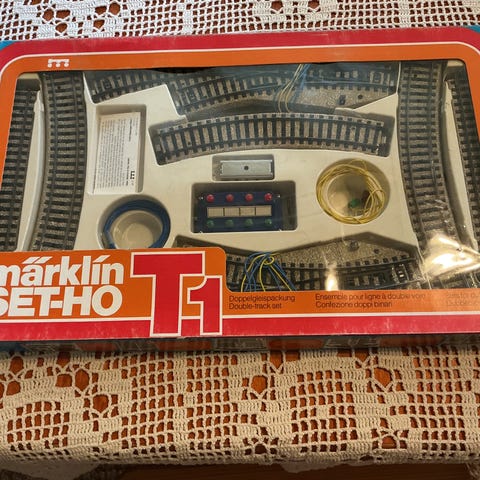 märklin
SET-HO
T1
Doppelgleispackung
Double-track set
Ensemble pour ligne à double voie
Confezione doppi binari